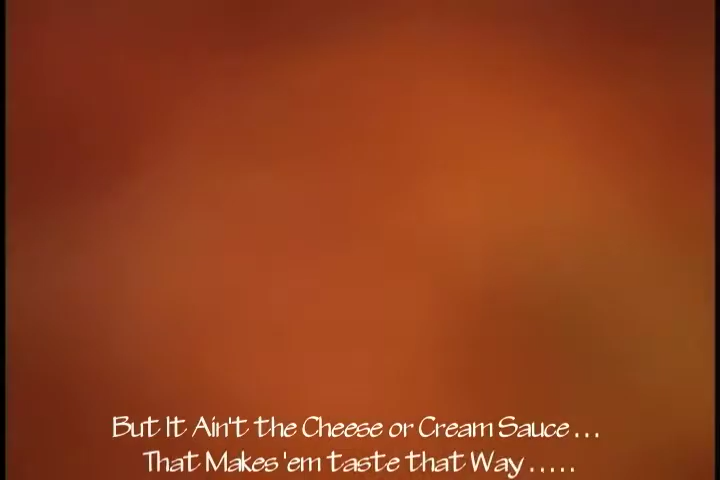 But It Ain't the Cheese or Cream Sauce . . .
That Makes 'em taste that Way . . . . .